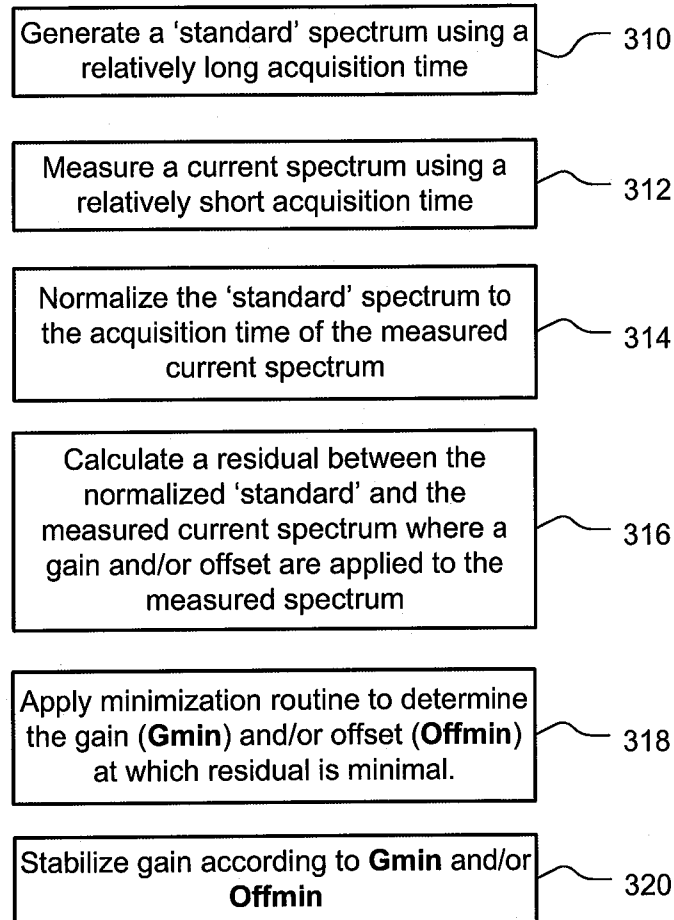 Generate a ‘standard’ spectrum using a
relatively long acquisition time
310
Measure a current spectrum using a
relatively short acquisition time
312
Normalize the ‘standard’ spectrum to
the acquisition time of the measured
current spectrum
314
Calculate a residual between the
normalized ‘standard’ and the
measured current spectrum where a
gain and/or offset are applied to the
measured spectrum
316
Apply minimization routine to determine
the gain (Gmin) and/or offset (Offmin)
at which residual is minimal.
318
Stabilize gain according to Gmin and/or
Offmin
320